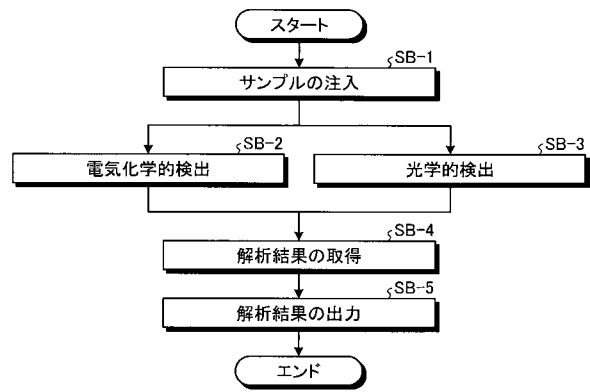 スタート
SB-1
サンプルの注入
SB-2
電気化学的検出
SB-3
光学的検出
SB-4
解析結果の取得
SB-5
解析結果の出力
エンド